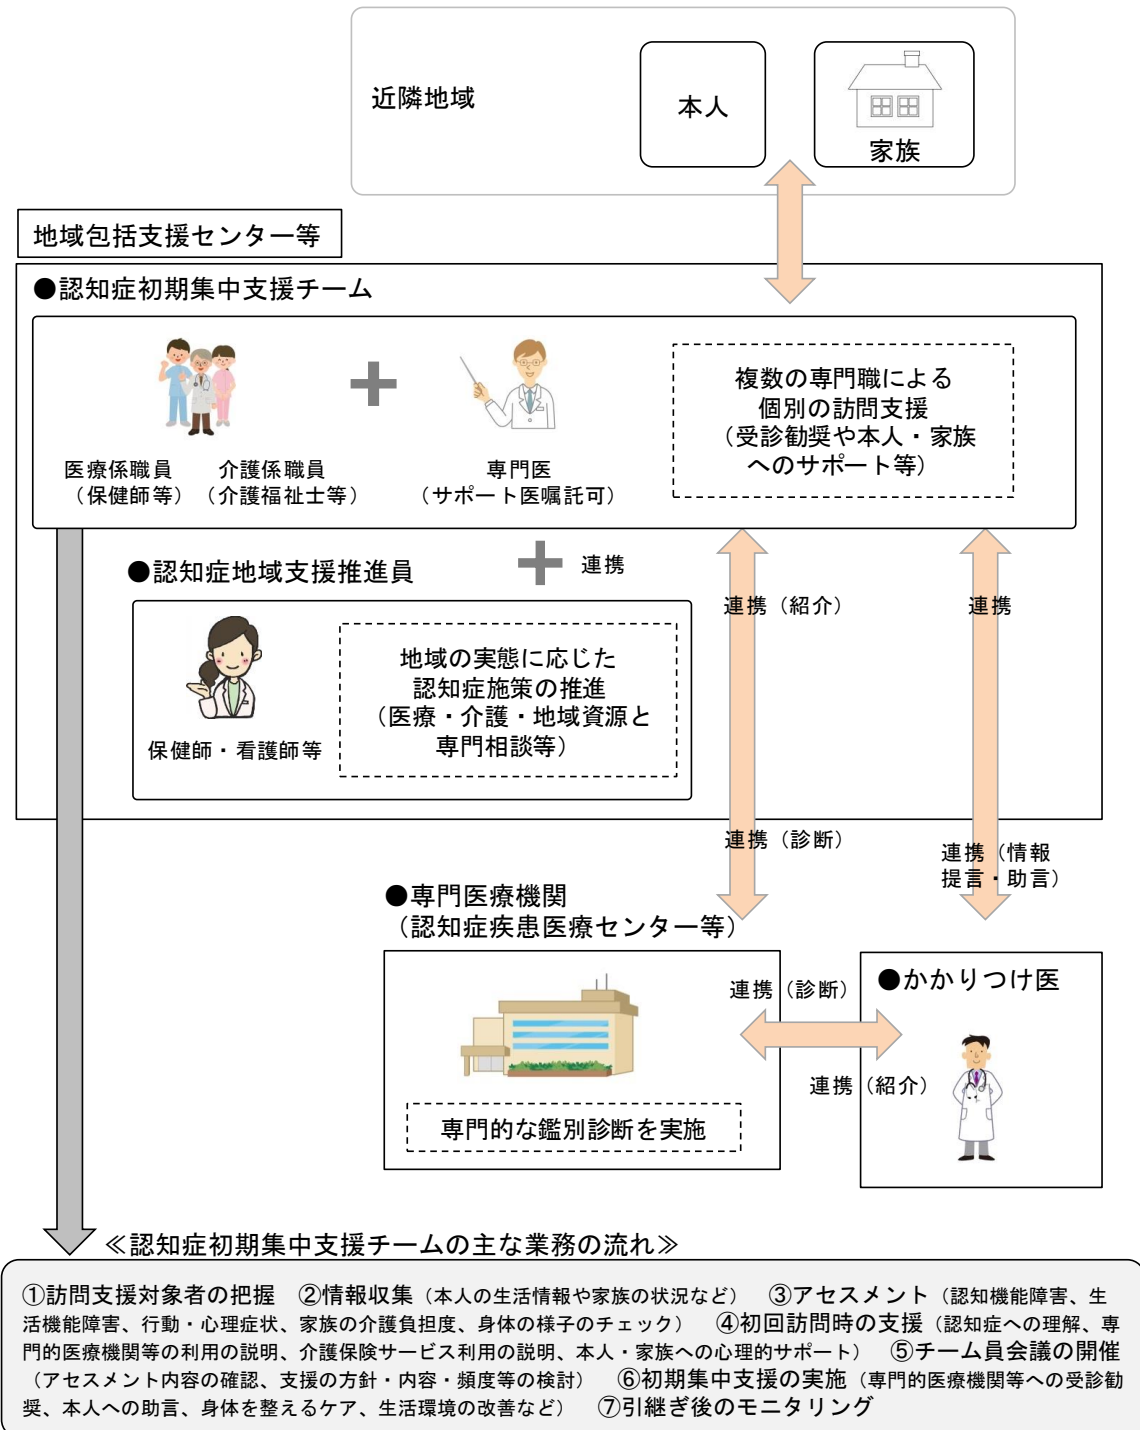 近隣地域
本人
家族
地域包括支援センター等
●認知症初期集中支援チーム
医療係職員
（保健師等）
介護係職員
（介護福祉士等）
専門医
（サポート医嘱託可）
複数の専門職による
個別の訪問支援
（受診勧奨や本人・家族
へのサポート等）
連携
●認知症地域支援推進員
保健師・看護師等
地域の実態に応じた
認知症施策の推進
（医療・介護・地域資源と
専門相談等）
連携（紹介）
連携
連携（診断）
連携（情報
提言・助言）
●専門医療機関
（認知症疾患医療センター等）
専門的な鑑別診断を実施
連携（診断）
連携（紹介）
●かかりつけ医
≪認知症初期集中支援チームの主な業務の流れ≫
①訪問支援対象者の把握　②情報収集（本人の生活情報や家族の状況など）　③アセスメント（認知機能障害、生
活機能障害、行動・心理症状、家族の介護負担度、身体の様子のチェック）　④初回訪問時の支援（認知症への理解、専
門的医療機関等の利用の説明、介護保険サービス利用の説明、本人・家族への心理的サポート）　⑤チーム員会議の開催
（アセスメント内容の確認、支援の方針・内容・頻度等の検討）　⑥初期集中支援の実施（専門的医療機関等への受診勧
奨、本人への助言、身体を整えるケア、生活環境の改善など）　⑦引継ぎ後のモニタリング